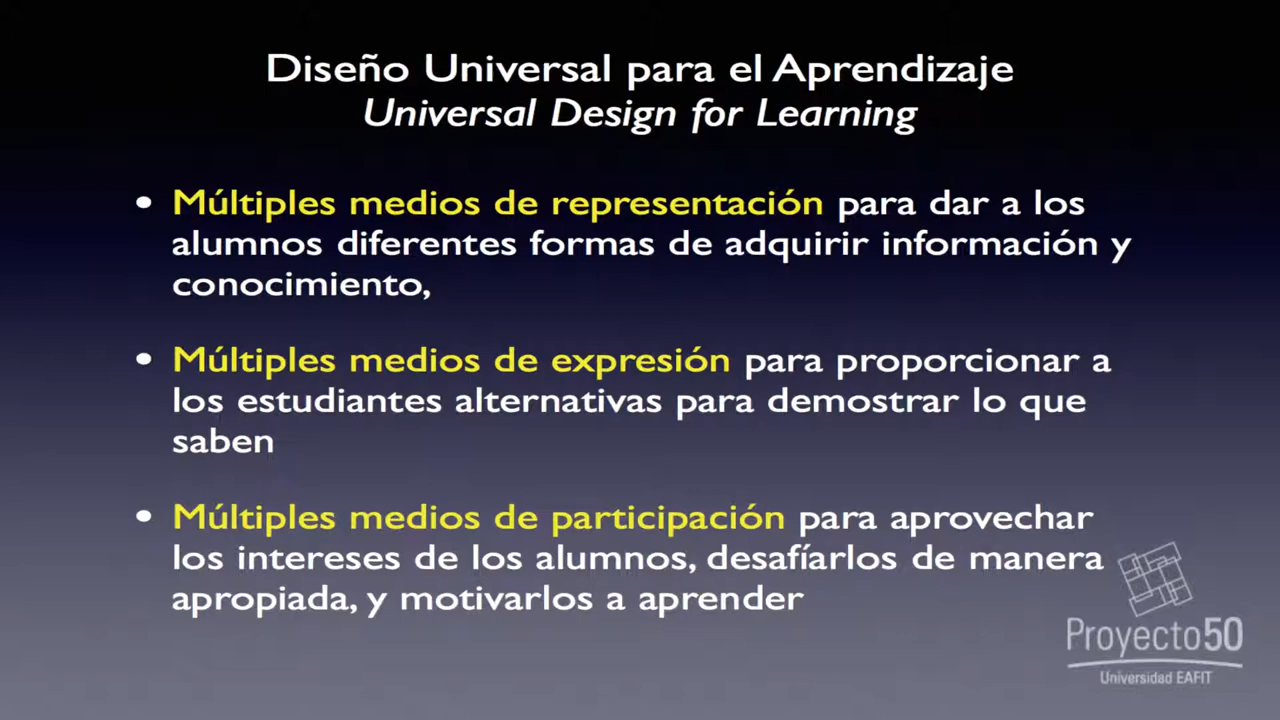 Diseño Universal para el Aprendizaje
Universal Design for Learning
• Múltiples medios de representación para dar a los
alumnos diferentes formas de adquirir información y
conocimiento,
• Múltiples medios de expresión para proporcionar a
los estudiantes alternativas para demostrar lo que
saben
• Múltiples medios de participación para aprovechar
los intereses de los alumnos, desafíarlos de manera
apropiada, y motivarlos a aprender
Proyecto50
Universidad EAFIT